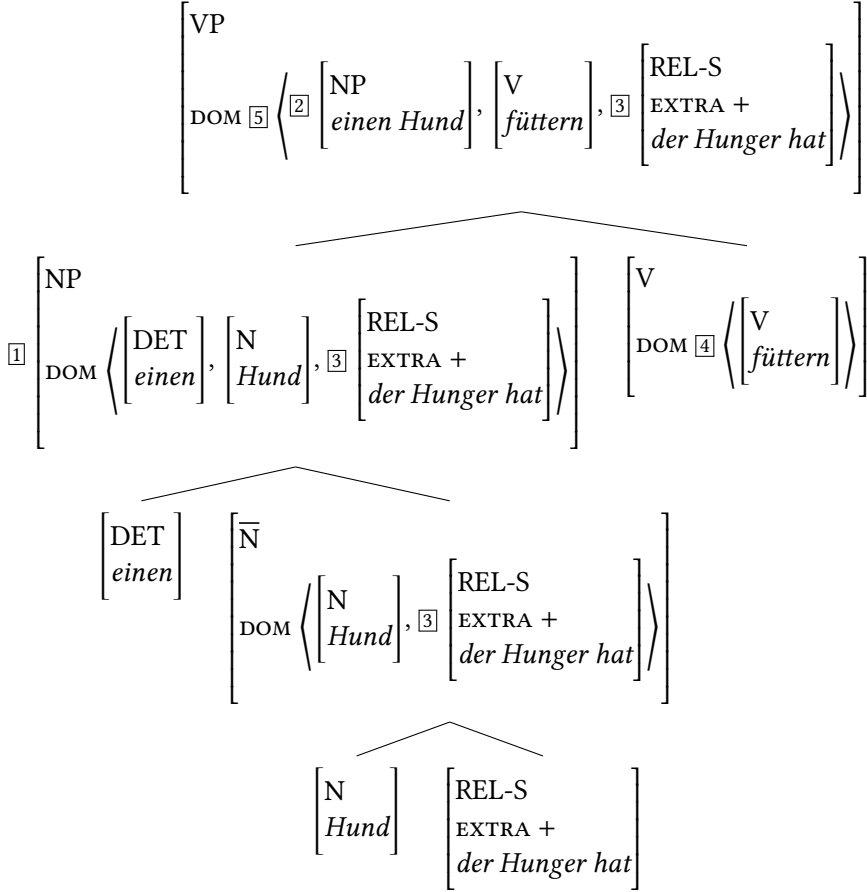 VP
DOM 5 ⟨ 2 [NP einen Hund], [V füttern], 3 [REL-S EXTRA + der Hunger hat] ⟩
1 NP
DOM ⟨ [DET einen], [N Hund], 3 [REL-S EXTRA + der Hunger hat] ⟩
V
DOM 4 ⟨ [V füttern] ⟩
DET
einen
N̅
DOM ⟨ [N Hund], 3 [REL-S EXTRA + der Hunger hat] ⟩
N
Hund
REL-S
EXTRA +
der Hunger hat